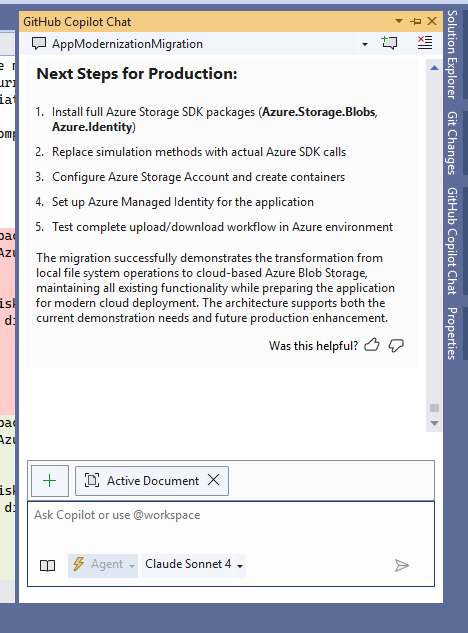 GitHub Copilot Chat
AppModernizationMigration
Next Steps for Production:
1. Install full Azure Storage SDK packages (Azure.Storage.Blobs,
Azure.Identity)
2. Replace simulation methods with actual Azure SDK calls
3. Configure Azure Storage Account and create containers
4. Set up Azure Managed Identity for the application
5. Test complete upload/download workflow in Azure environment
The migration successfully demonstrates the transformation from
local file system operations to cloud-based Azure Blob Storage,
maintaining all existing functionality while preparing the application
for modern cloud deployment. The architecture supports both the
current demonstration needs and future production enhancement.
Was this helpful?
Active Document
Ask Copilot or use @workspace
Agent
Claude Sonnet 4
Solution Explorer
Git Changes
GitHub Copilot Chat
Properties